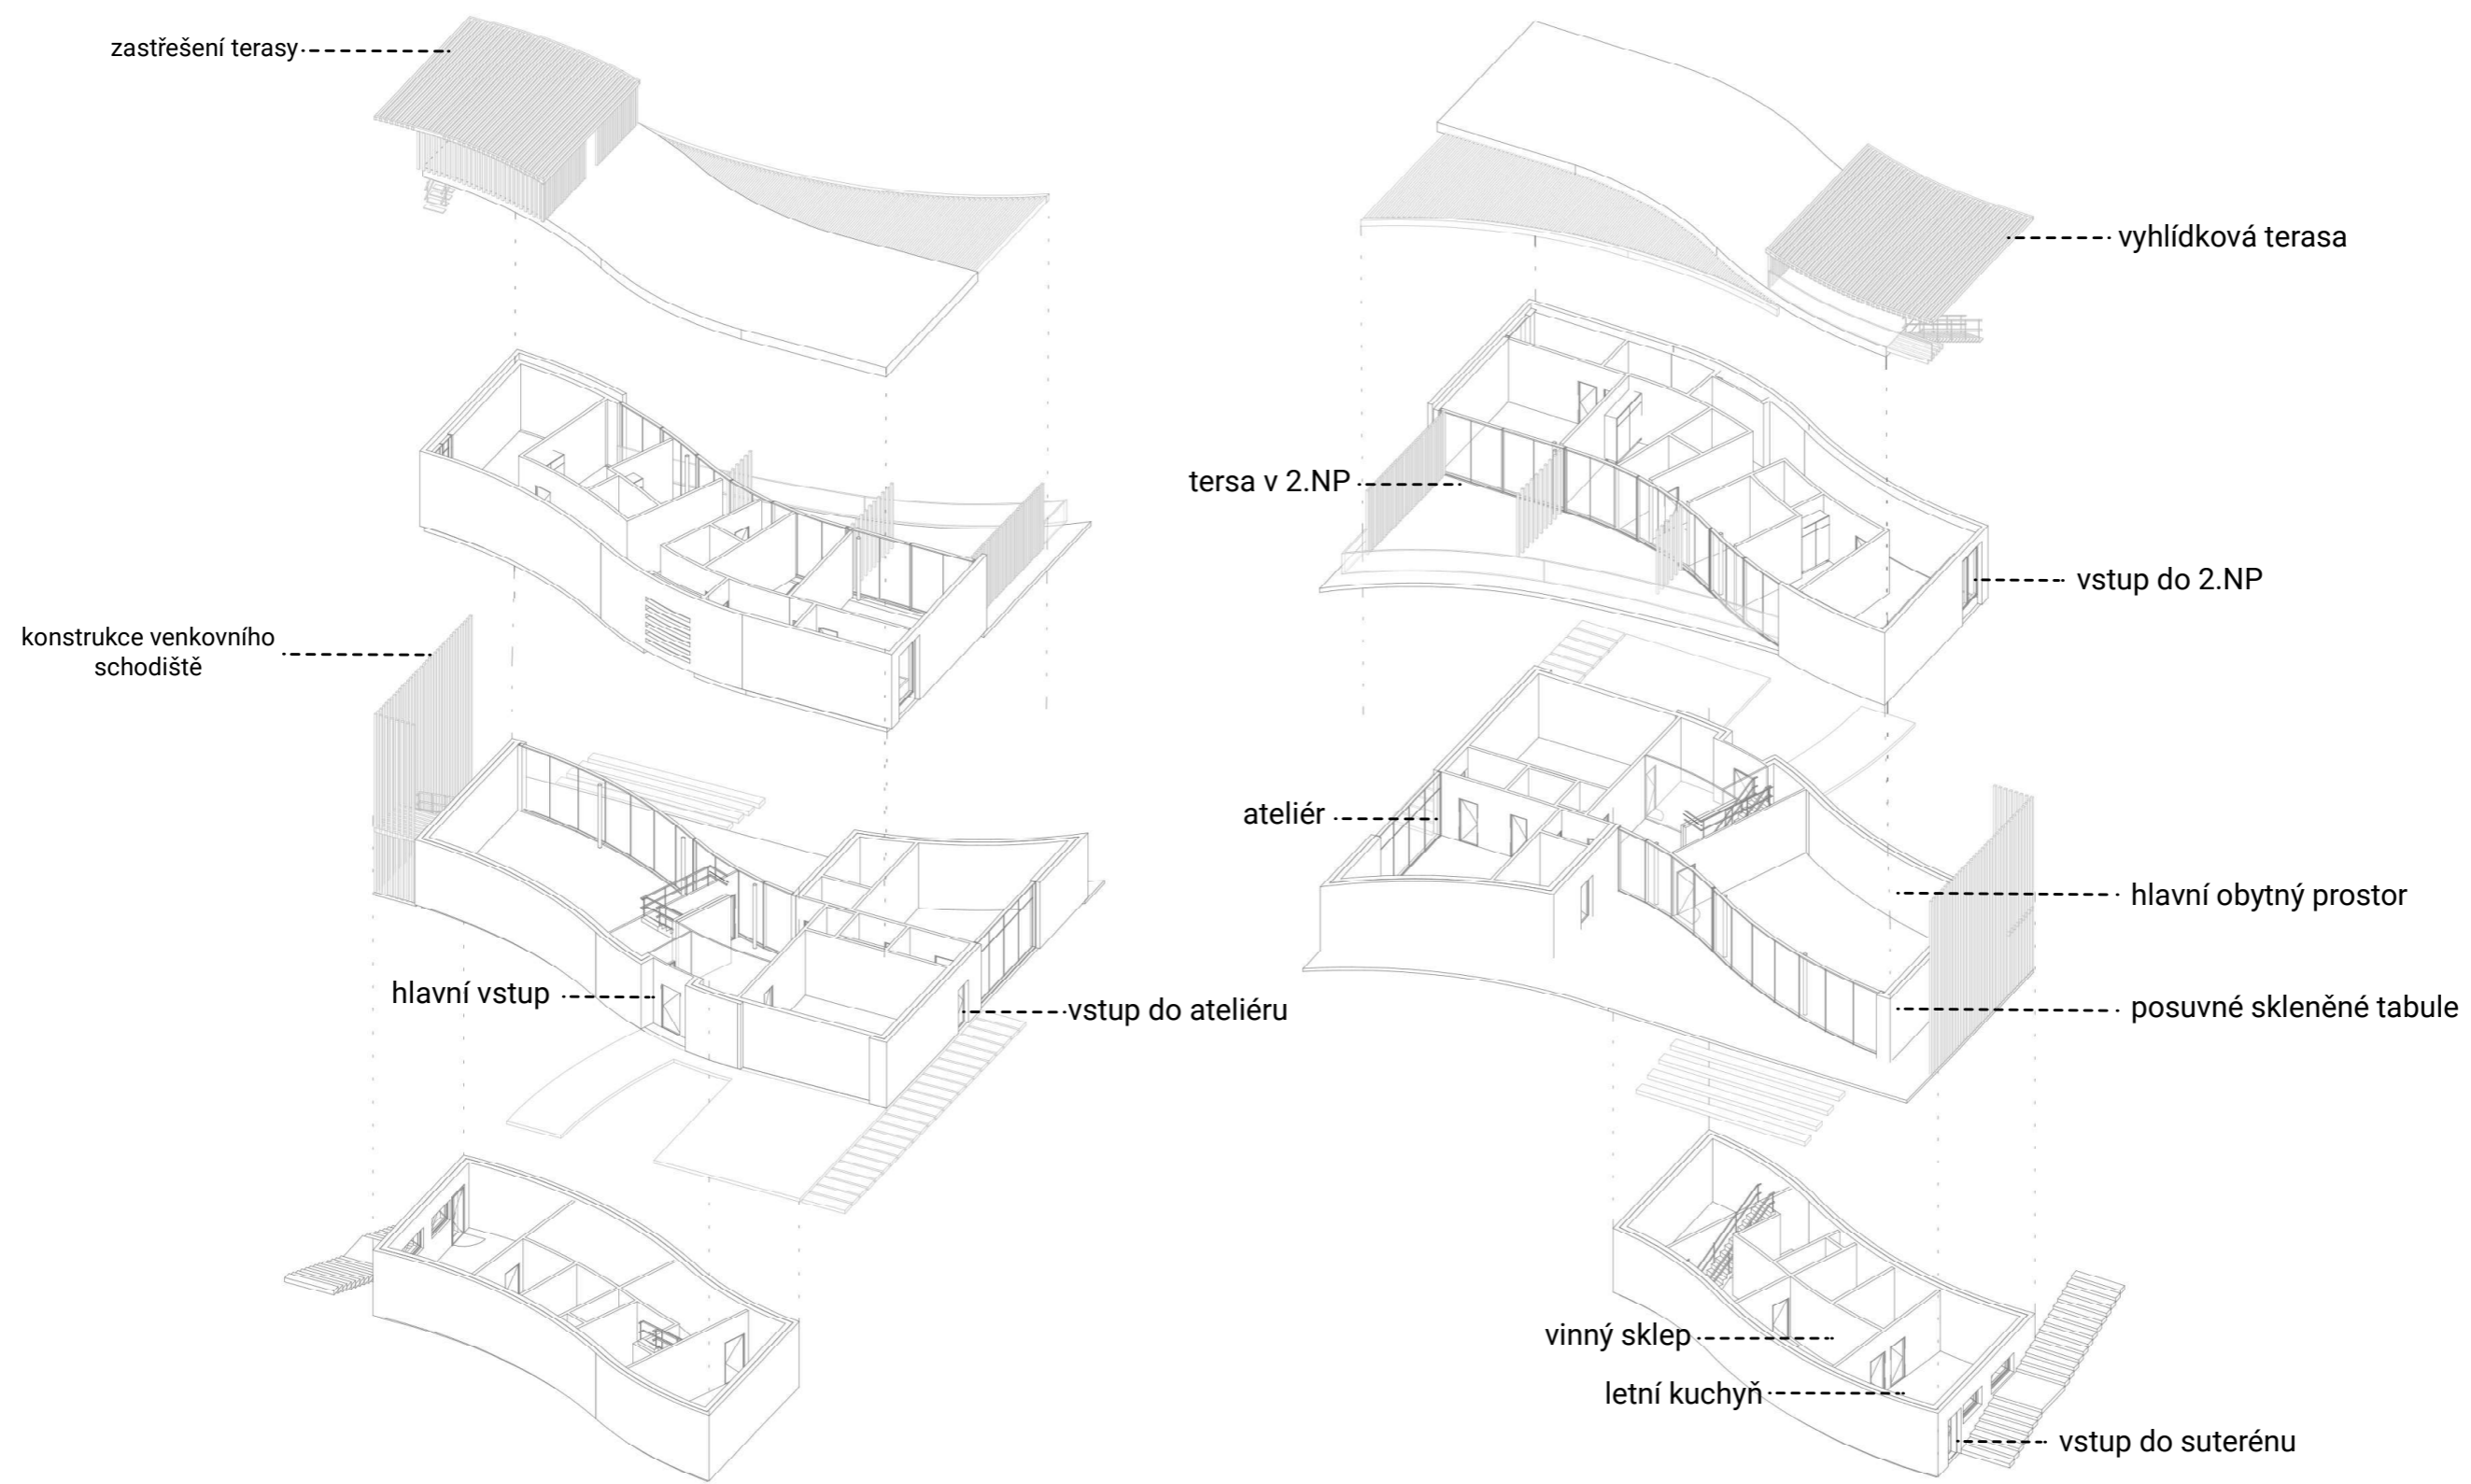 zastřešení terasy
vyhlídková terasa
tersa v 2.NP
vstup do 2.NP
konstrukce venkovního
schodiště
ateliér
hlavní obytný prostor
hlavní vstup
vstup do ateliéru
posuvné skleněné tabule
vinný sklep
letní kuchyň
vstup do suterénu